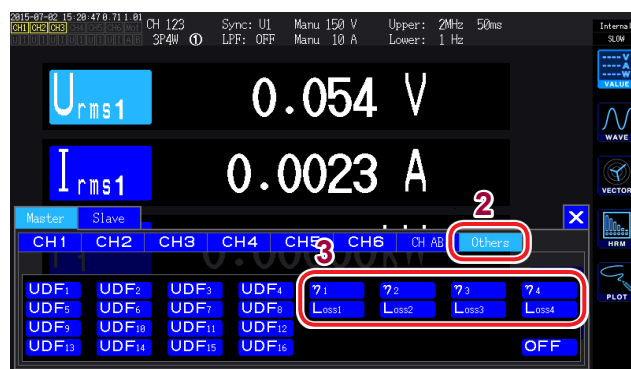 2015-07-02 15:20:47 0.71 1.01
CH1 CH2 CH3 CH4 CH5 CH6 Mot
U I U I U I U I U I U I A B
CH 123 Sync: U1 Manu 150 V Upper: 2MHz 50ms
3P4W ① LPF: OFF Manu 10 A Lower: 1 Hz
Internal
SLOW
Urms1 0.054 V
Irms1 0.0023 A
V
A
W
VALUE
WAVE
VECTOR
HRM
PLOT
2
Master Slave ×
CH1 CH2 CH3 CH4 CH5 CH6 CH AB Others
3
UDF1 UDF2 UDF3 UDF4 η1 η2 η3 η4
UDF5 UDF6 UDF7 UDF8 Loss1 Loss2 Loss3 Loss4
UDF9 UDF10 UDF11 UDF12
UDF13 UDF14 UDF15 UDF16 OFF